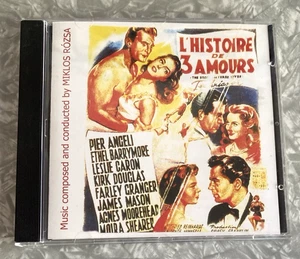 Music composed and conducted by MIKLOS RÓZSA
L'HISTOIRE
DE
3 AMOURS
PIER ANGELI
ETHEL BARRYMORE
LESLIE CARON
KIRK DOUGLAS
FARLEY GRANGER
JAMES MASON
AGNES MOOREHEAD
MOIRA SHEARER